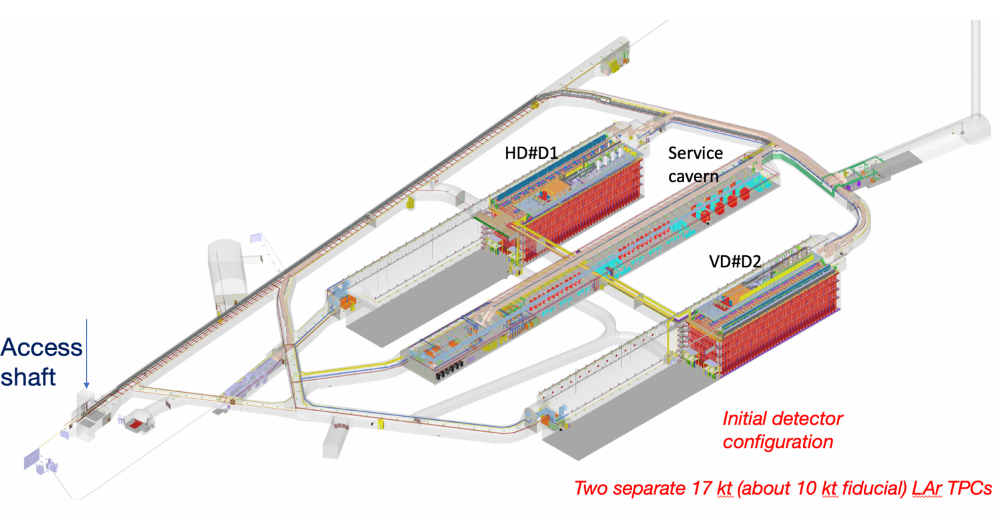 HD#D1
Service
cavern
VD#D2
Access
shaft
Initial detector
configuration
Two separate 17 kt (about 10 kt fiducial) LAr TPCs